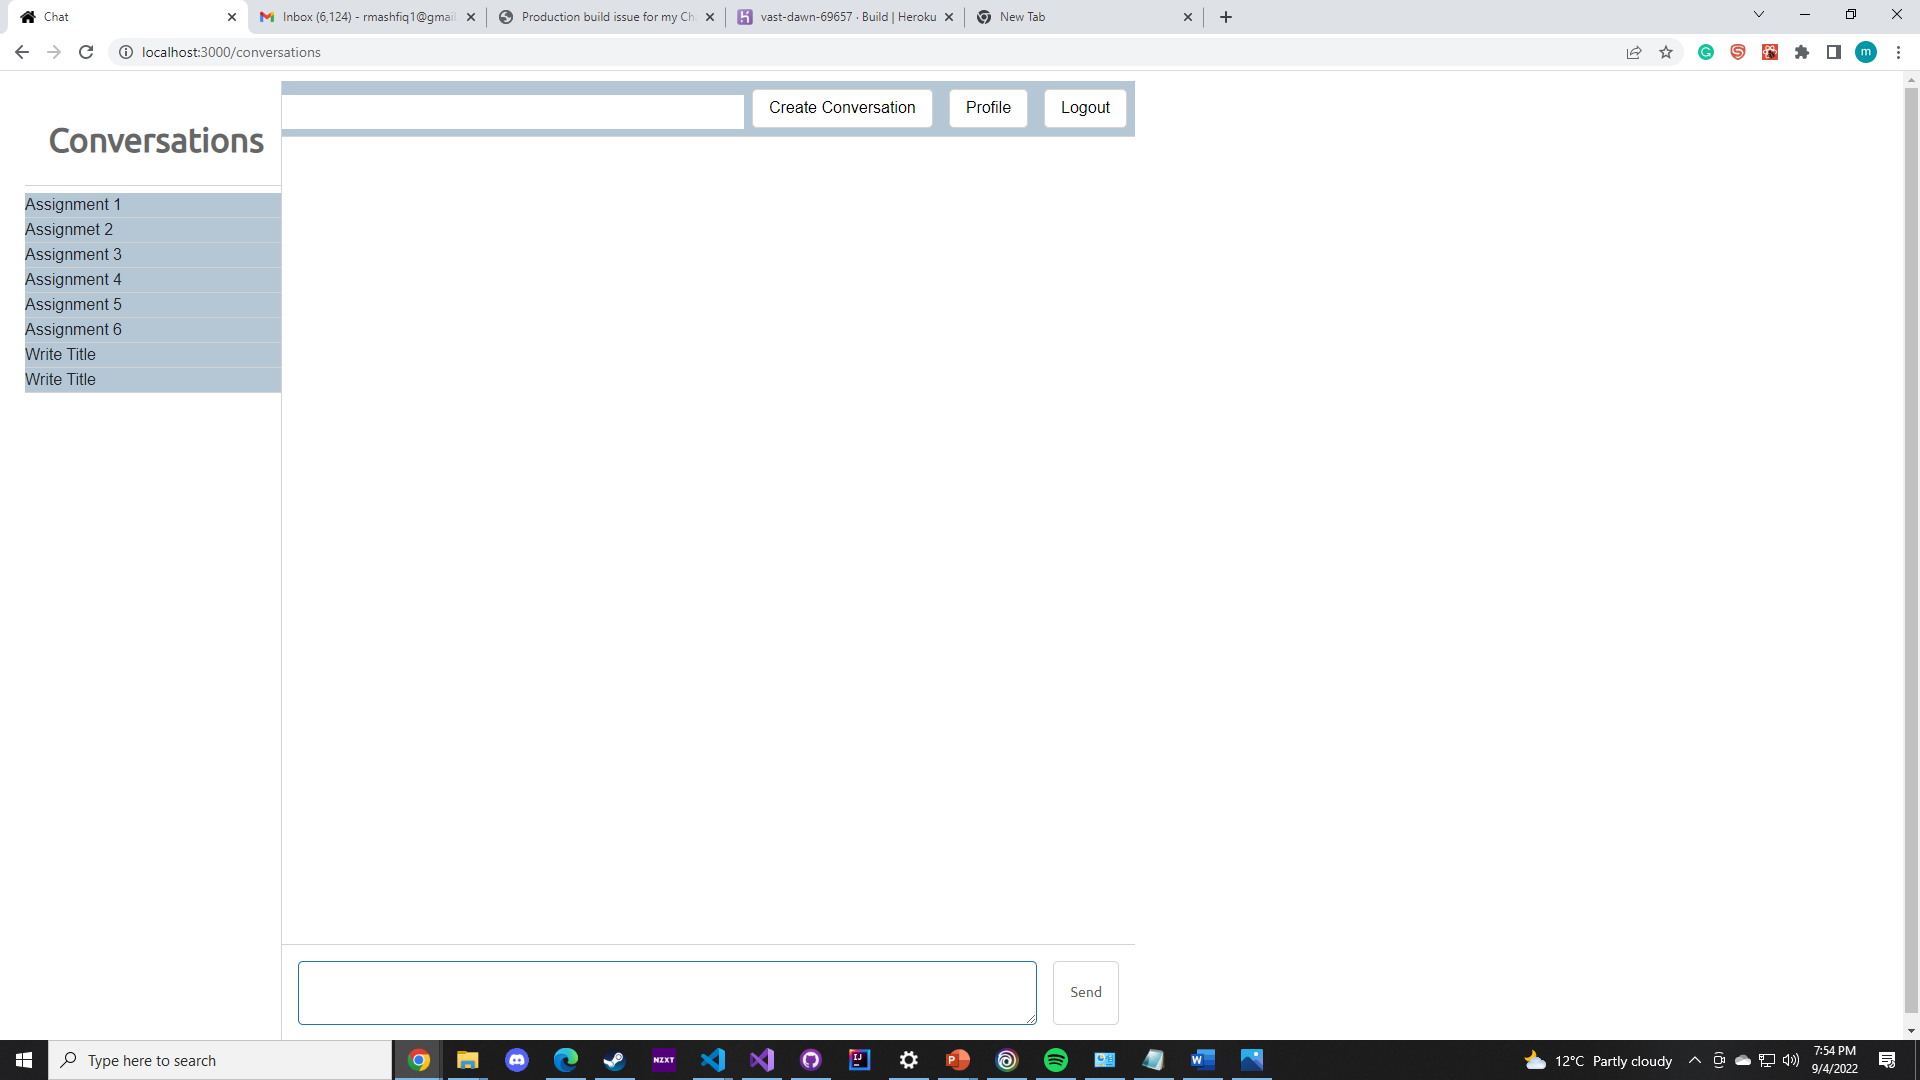 Chat
Inbox (6,124) - rmashfiq1@gmail
Production build issue for my Ch
vast-dawn-69657 · Build | Heroku
New Tab
localhost:3000/conversations
m
Create Conversation
Profile
Logout
Conversations
Assignment 1
Assignmet 2
Assignment 3
Assignment 4
Assignment 5
Assignment 6
Write Title
Write Title
Send
Type here to search
NZXT
12°C Partly cloudy
7:54 PM
9/4/2022